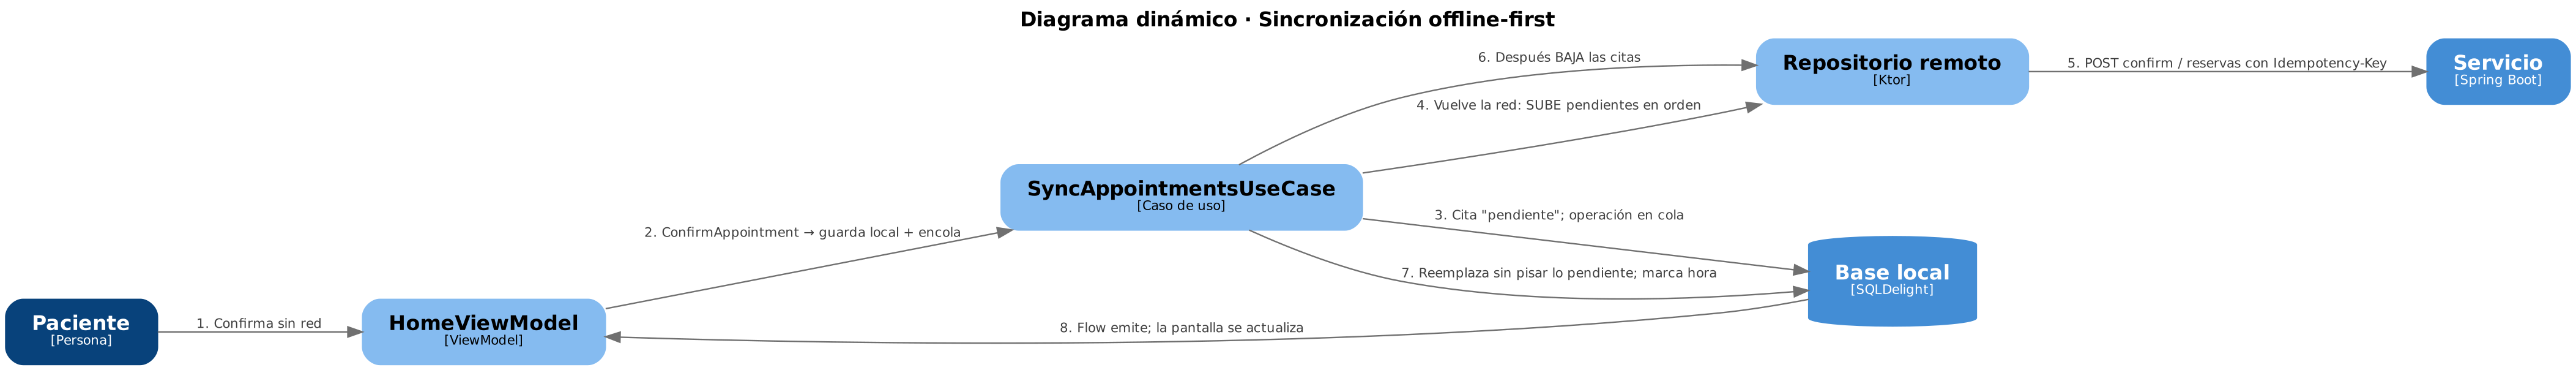 Diagrama dinámico · Sincronización offline-first
6. Después BAJA las citas
Repositorio remoto
[Ktor]
5. POST confirm / reservas con Idempotency-Key
Servicio
[Spring Boot]
4. Vuelve la red: SUBE pendientes en orden
SyncAppointmentsUseCase
[Caso de uso]
3. Cita "pendiente"; operación en cola
2. ConfirmAppointment → guarda local + encola
7. Reemplaza sin pisar lo pendiente; marca hora
Base local
[SQLDelight]
Paciente
[Persona]
1. Confirma sin red
HomeViewModel
[ViewModel]
8. Flow emite; la pantalla se actualiza